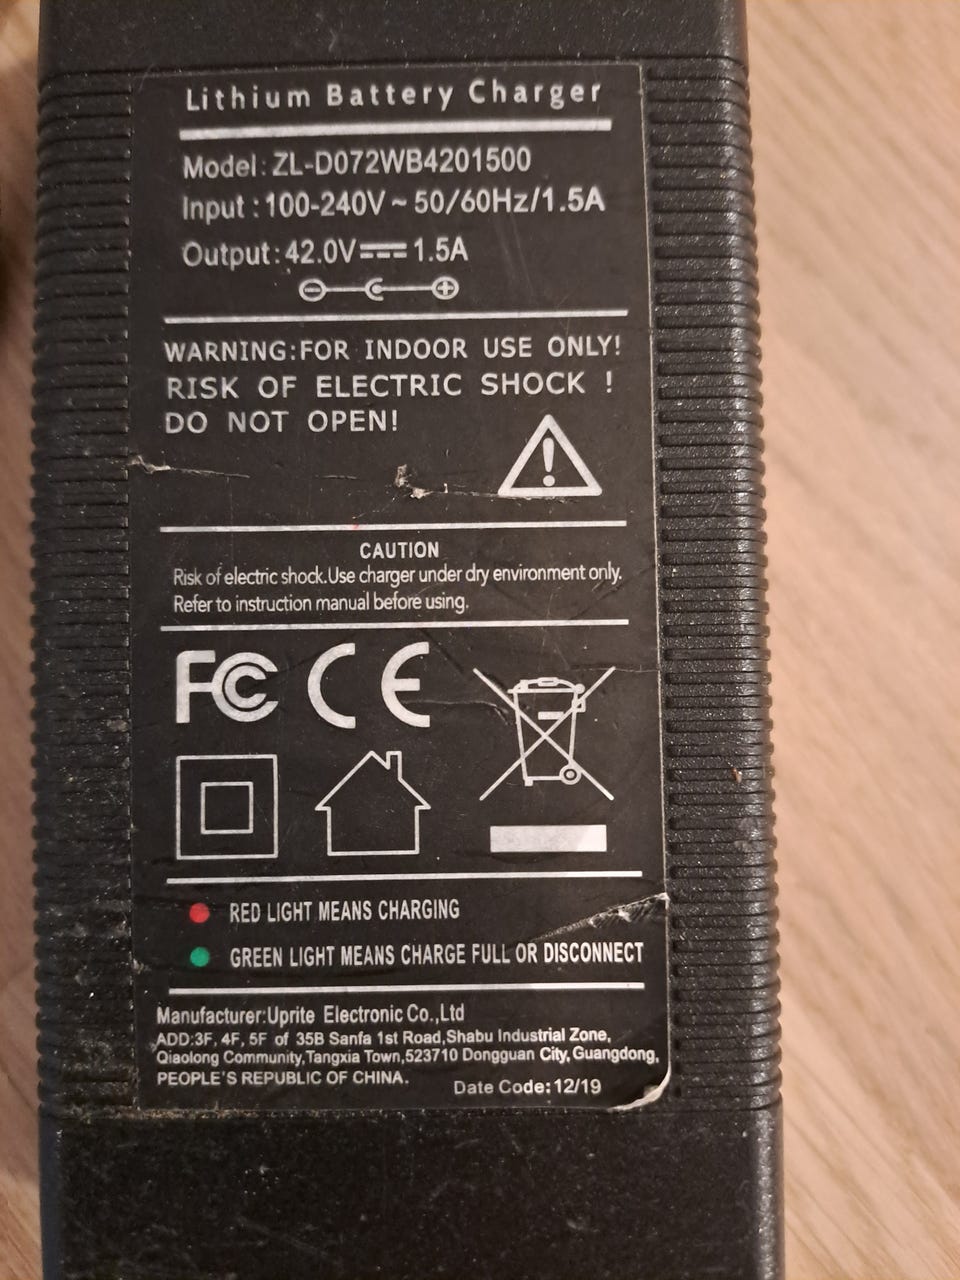 Lithium Battery Charger
Model: ZL-D072WB4201500
Input : 100-240V ~ 50/60Hz/1.5A
Output: 42.0V⎓1.5A
WARNING:FOR INDOOR USE ONLY!
RISK OF ELECTRIC SHOCK !
DO NOT OPEN!
CAUTION
Risk of electric shock.Use charger under dry environment only.
Refer to instruction manual before using.
FC CE
RED LIGHT MEANS CHARGING
GREEN LIGHT MEANS CHARGE FULL OR DISCONNECT
Manufacturer:Uprite Electronic Co.,Ltd
ADD:3F, 4F, 5F of 35B Sanfa 1st Road,Shabu Industrial Zone,
Qiaolong Community,Tangxia Town,523710 Dongguan City,Guangdong,
PEOPLE'S REPUBLIC OF CHINA.
Date Code: 12/19